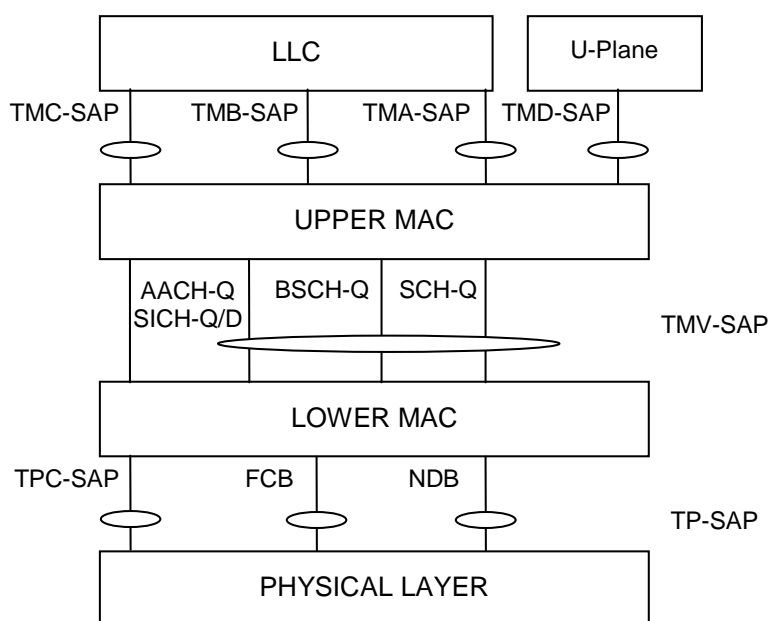 LLC
U-Plane
TMC-SAP
TMB-SAP
TMA-SAP
TMD-SAP
UPPER MAC
AACH-Q
SICH-Q/D
BSCH-Q
SCH-Q
TMV-SAP
LOWER MAC
TPC-SAP
FCB
NDB
TP-SAP
PHYSICAL LAYER